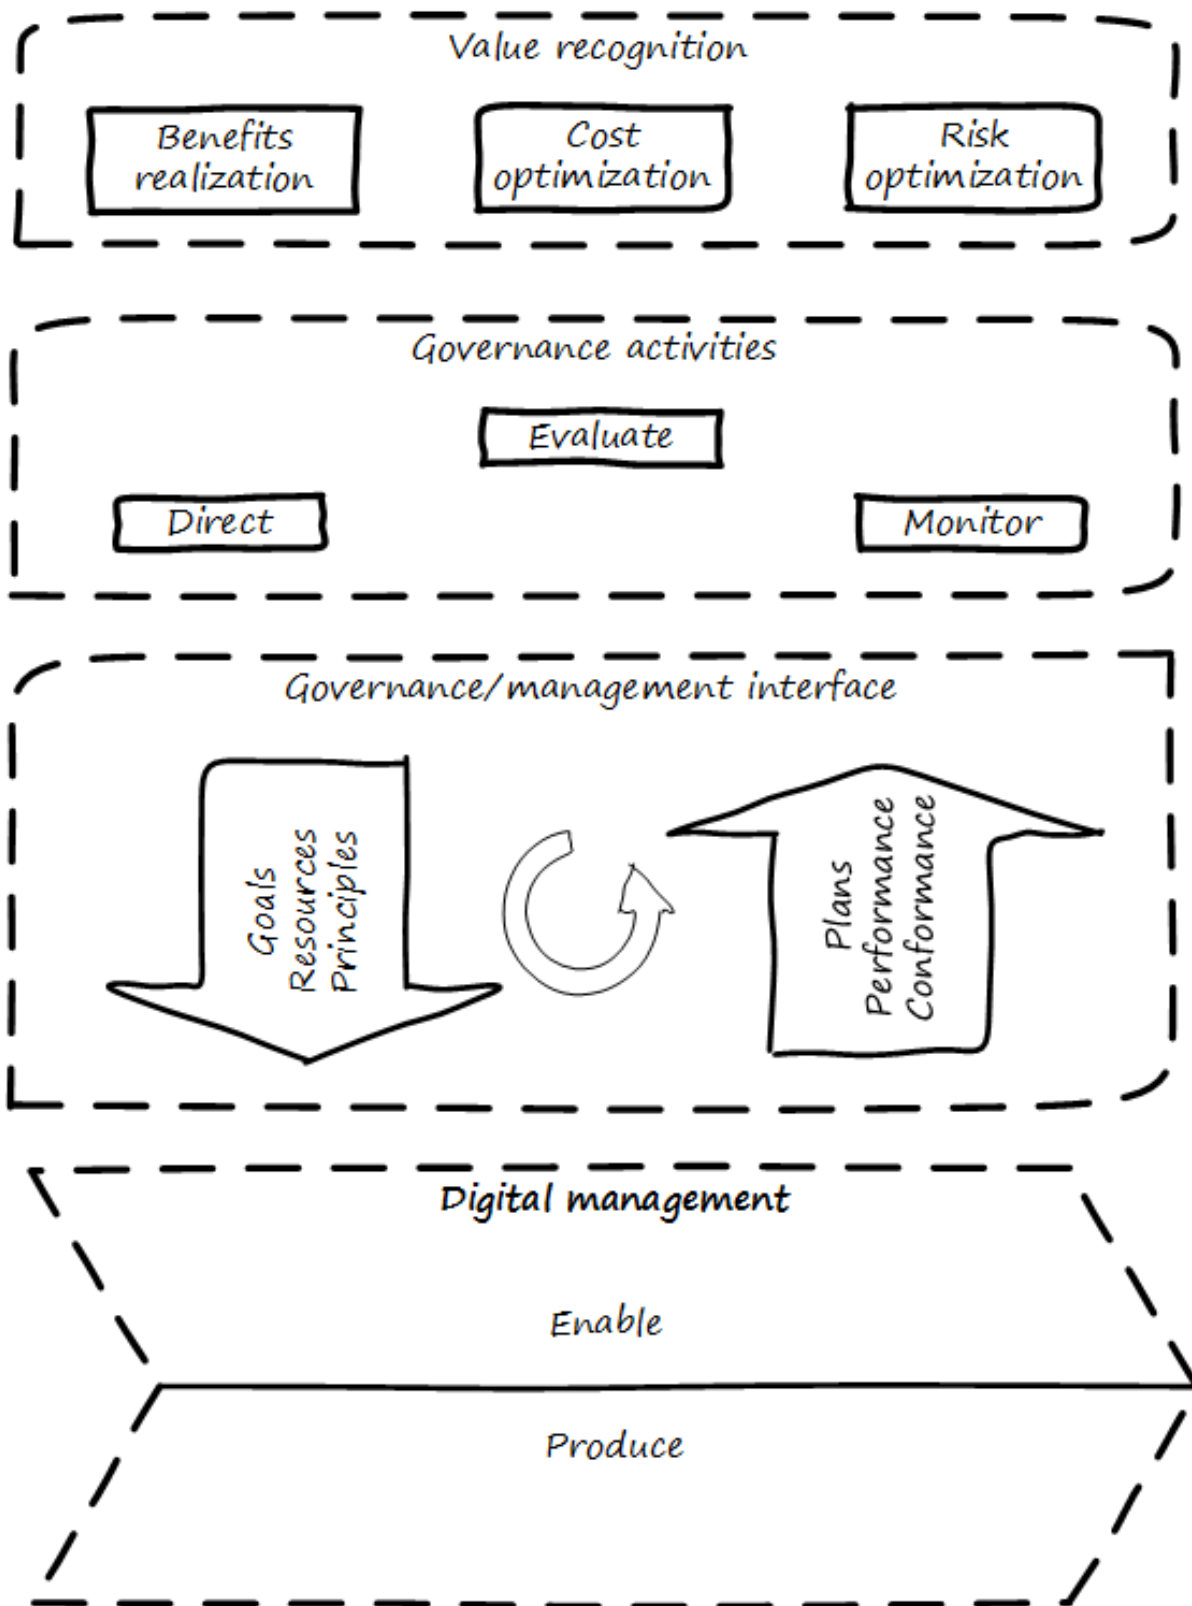 Value recognition
Benefits
realization
Cost
optimization
Risk
optimization
Governance activities
Evaluate
Direct
Monitor
Governance/management interface
Goals
Resources
Principles
Plans
Performance
Conformance
Digital management
Enable
Produce